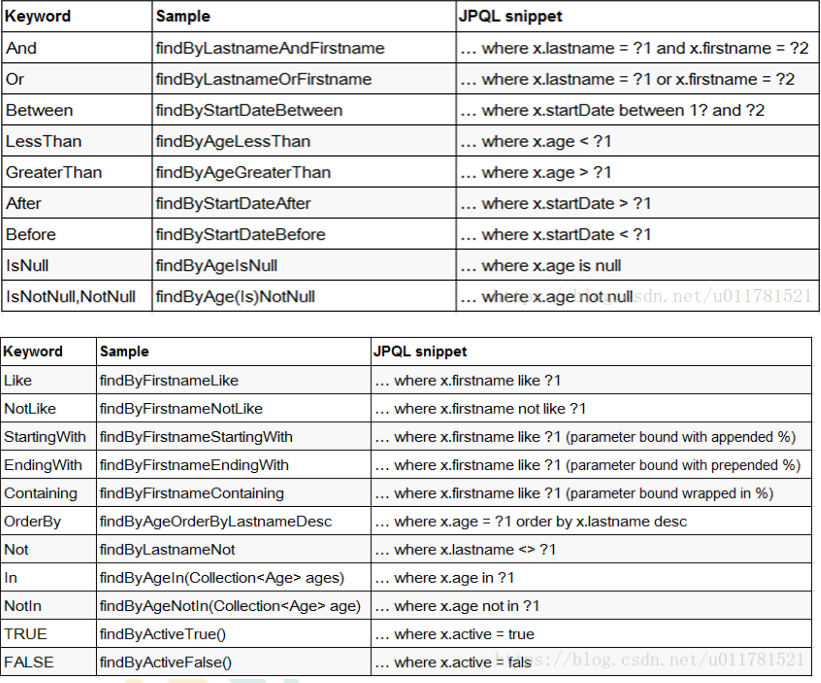 Keyword Sample JPQL snippet
And findByLastnameAndFirstname … where x.lastname = ?1 and x.firstname = ?2
Or findByLastnameOrFirstname … where x.lastname = ?1 or x.firstname = ?2
Between findByStartDateBetween … where x.startDate between 1? and ?2
LessThan findByAgeLessThan … where x.age < ?1
GreaterThan findByAgeGreaterThan … where x.age > ?1
After findByStartDateAfter … where x.startDate > ?1
Before findByStartDateBefore … where x.startDate < ?1
IsNull findByAgeIsNull … where x.age is null
IsNotNull,NotNull findByAge(Is)NotNull … where x.age not null
https://blog.csdn.net/u011781521
Keyword Sample JPQL snippet
Like findByFirstnameLike … where x.firstname like ?1
NotLike findByFirstnameNotLike … where x.firstname not like ?1
StartingWith findByFirstnameStartingWith … where x.firstname like ?1 (parameter bound with appended %)
EndingWith findByFirstnameEndingWith … where x.firstname like ?1 (parameter bound with prepended %)
Containing findByFirstnameContaining … where x.firstname like ?1 (parameter bound wrapped in %)
OrderBy findByAgeOrderByLastnameDesc … where x.age = ?1 order by x.lastname desc
Not findByLastnameNot … where x.lastname <> ?1
In findByAgeIn(Collection<Age> ages) … where x.age in ?1
NotIn findByAgeNotIn(Collection<Age> age) … where x.age not in ?1
TRUE findByActiveTrue() … where x.active = true
FALSE findByActiveFalse() … where x.active = fals
https://blog.csdn.net/u011781521